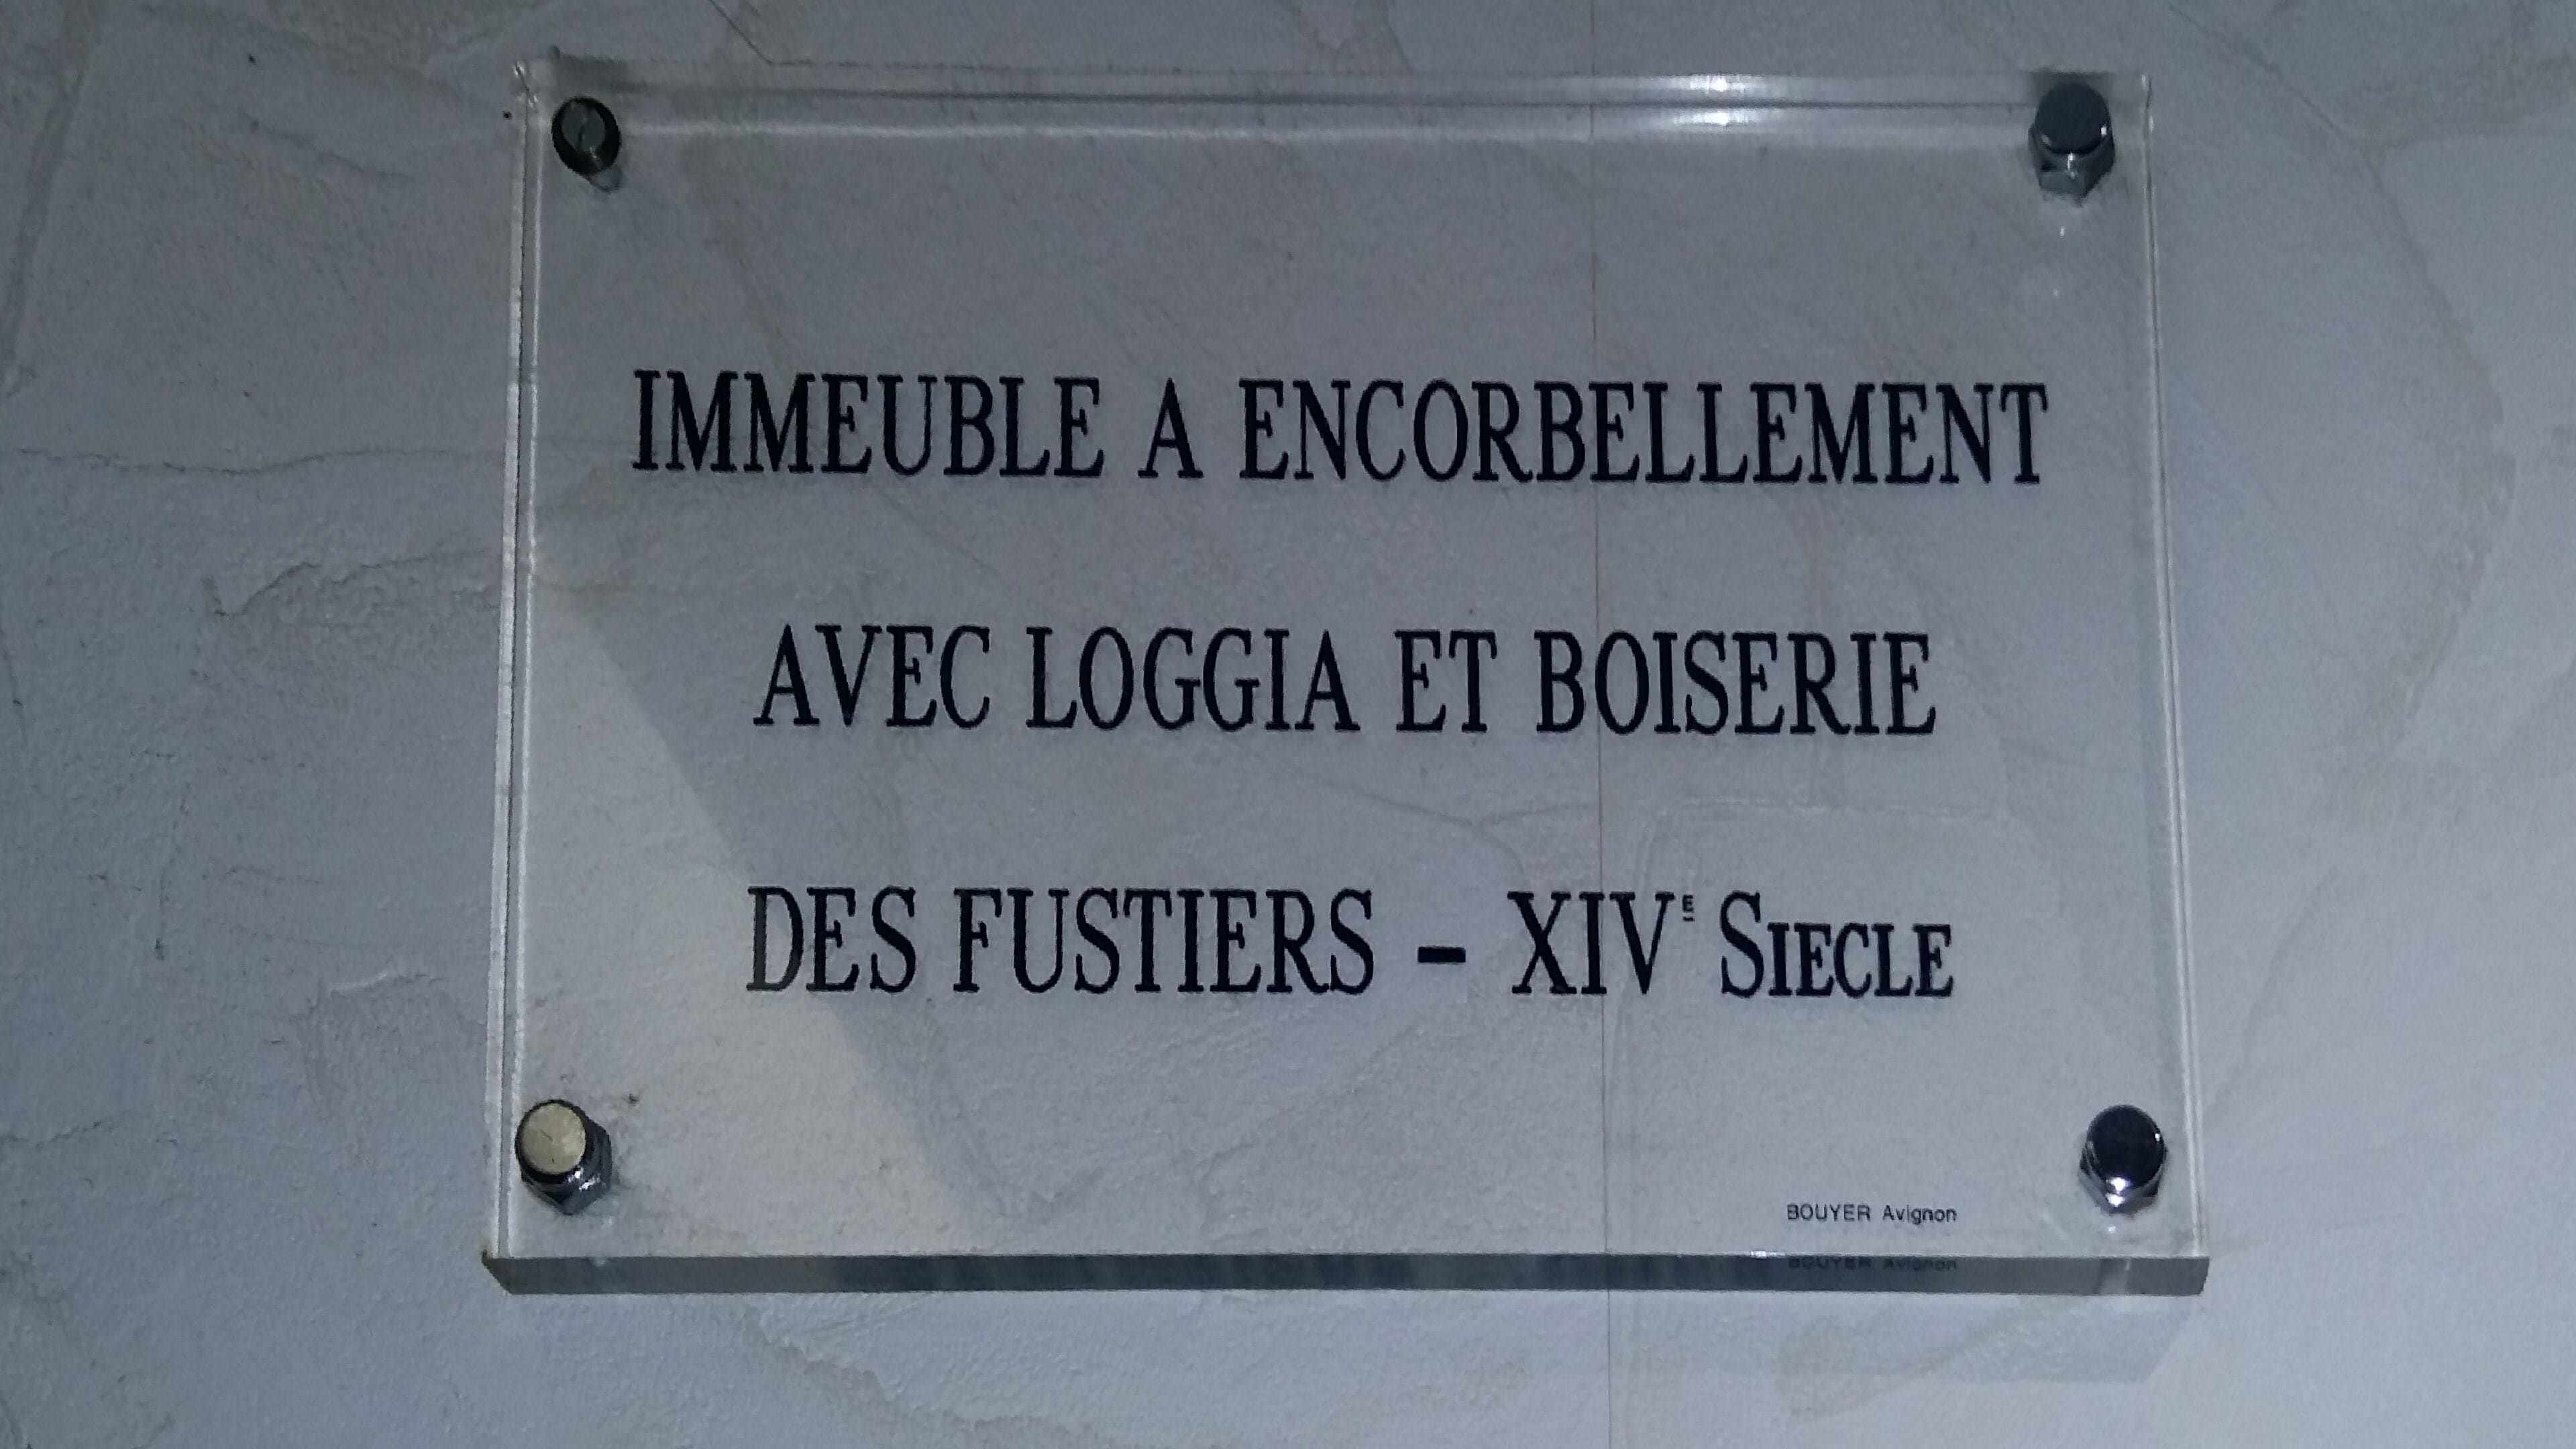 IMMEUBLE A ENCORBELLEMENT
AVEC LOGGIA ET BOISERIE
DES FUSTIERS - XIVE SIECLE
BOUYER Avignon